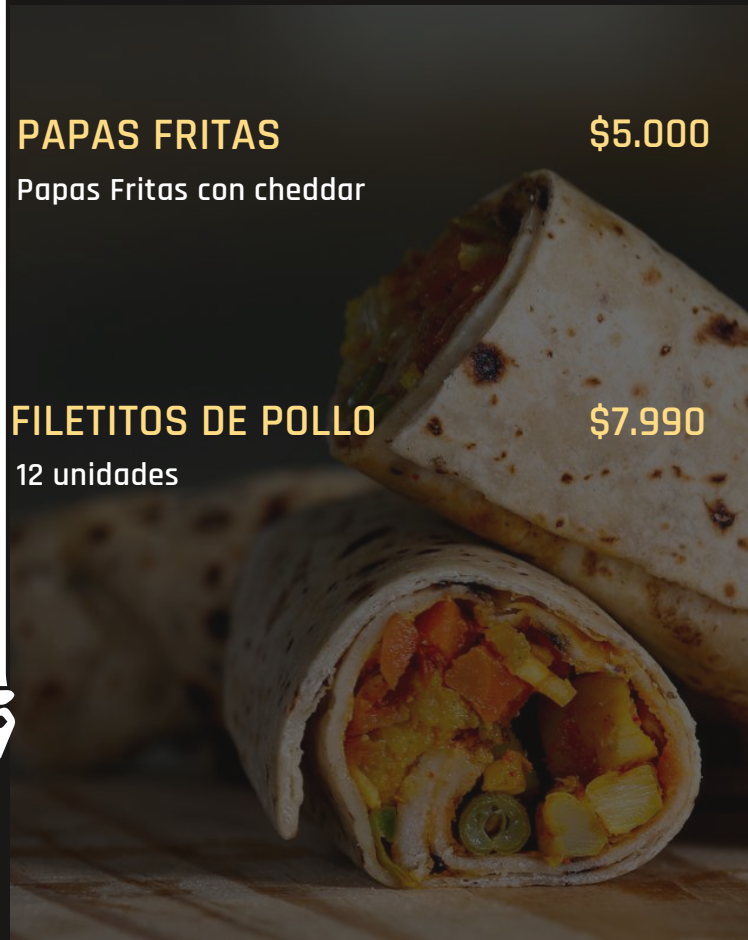 PAPAS FRITAS $5.000
Papas Fritas con cheddar
FILETITOS DE POLLO $7.990
12 unidades